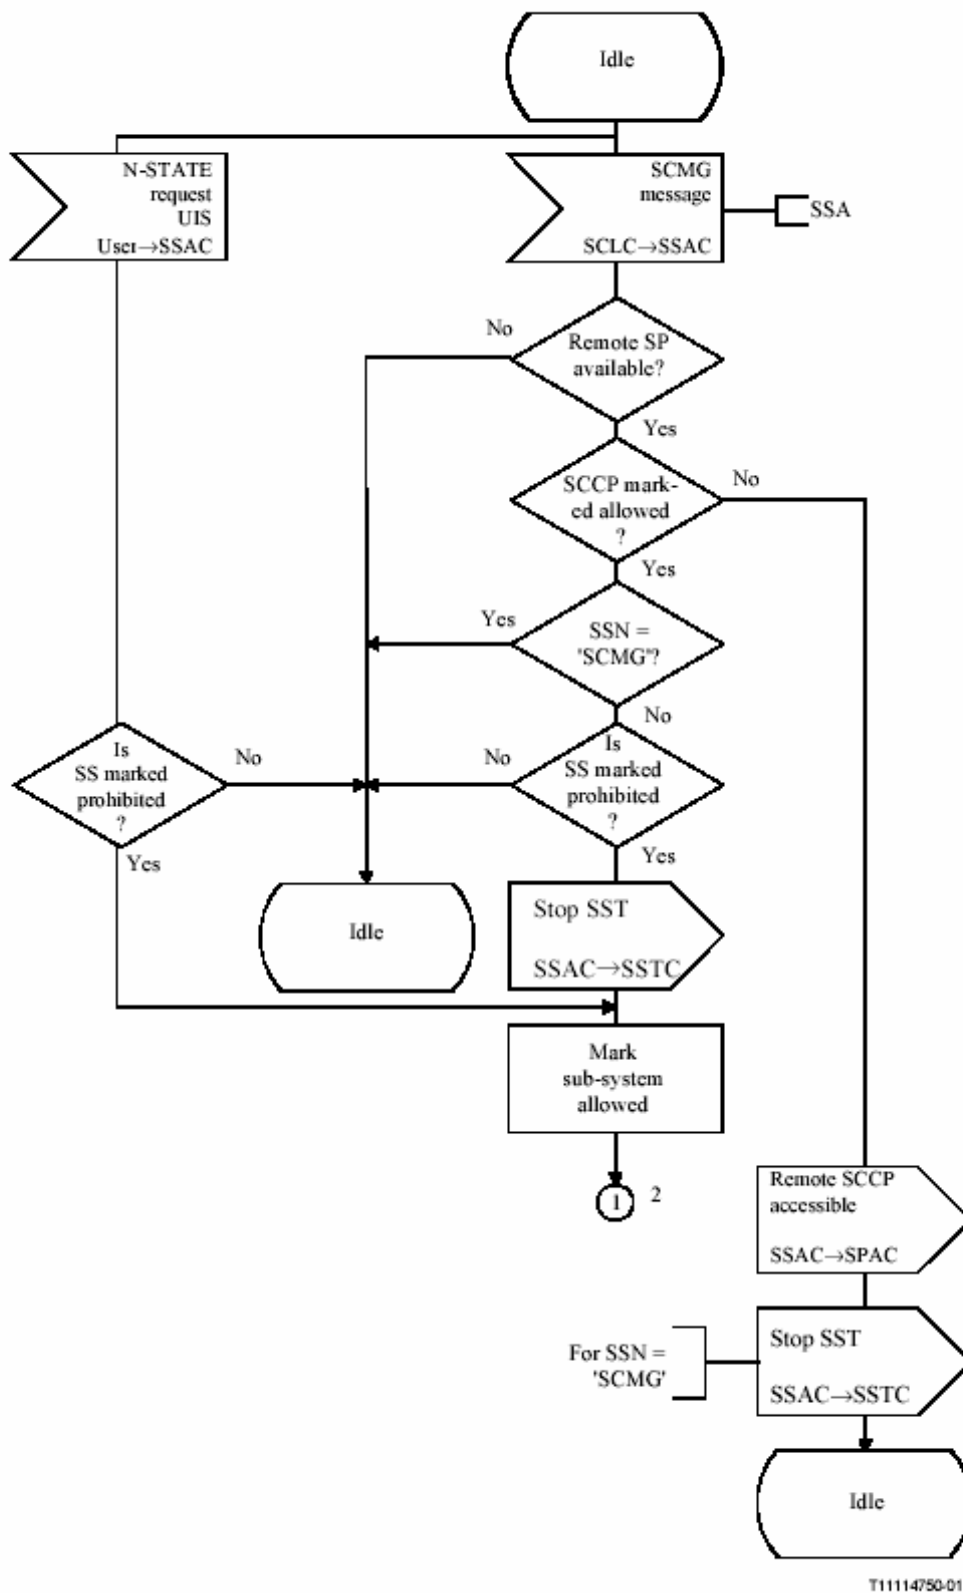 Idle
N-STATE
request
UIS
User→SSAC
SCMG
message
SCLC→SSAC
SSA
No
Remote SP
available?
Yes
SCCP mark-
ed allowed
?
No
Yes
Yes
SSN =
'SCMG'?
No
Is
SS marked
prohibited
?
No
Yes
No
Is
SS marked
prohibited
?
Yes
Idle
Stop SST
SSAC→SSTC
Mark
sub-system
allowed
1 2
Remote SCCP
accessible
SSAC→SPAC
For SSN =
'SCMG'
Stop SST
SSAC→SSTC
Idle
T11114750-01